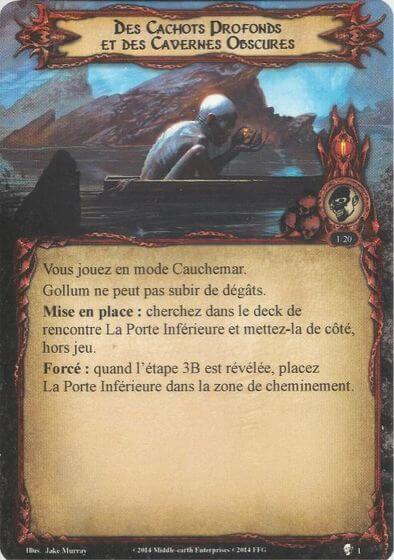 Des Cachots Profonds
et des Cavernes Obscures
1/20
Vous jouez en mode Cauchemar.
Gollum ne peut pas subir de dégâts.
Mise en place : cherchez dans le deck de
rencontre La Porte Inférieure et mettez-la de côté,
hors jeu.
Forcé : quand l'étape 3B est révélée, placez
La Porte Inférieure dans la zone de cheminement.
Illus. Jake Murray
©2014 Middle-earth Enterprises ©2014 FFG
1